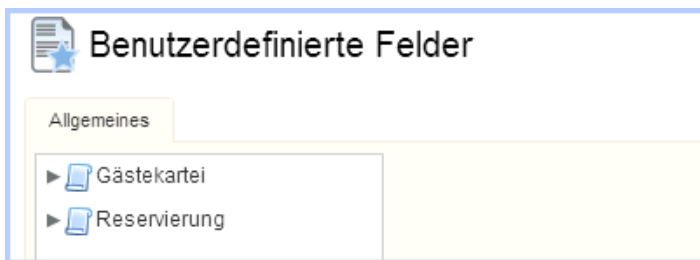 Benutzerdefinierte Felder
Allgemeines
Gästekartei
Reservierung